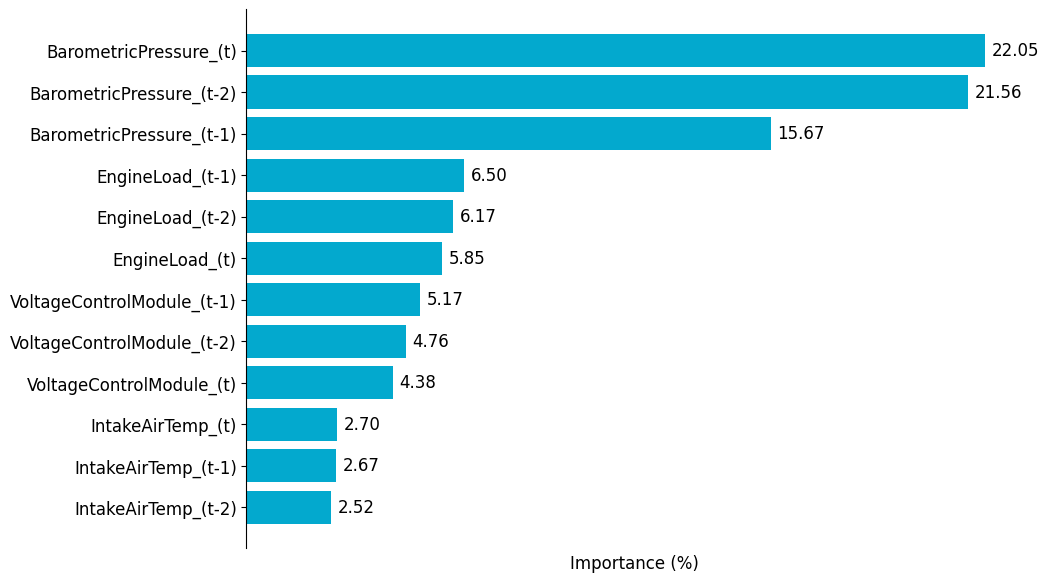 BarometricPressure_(t) 22.05
BarometricPressure_(t-2) 21.56
BarometricPressure_(t-1) 15.67
EngineLoad_(t-1) 6.50
EngineLoad_(t-2) 6.17
EngineLoad_(t) 5.85
VoltageControlModule_(t-1) 5.17
VoltageControlModule_(t-2) 4.76
VoltageControlModule_(t) 4.38
IntakeAirTemp_(t) 2.70
IntakeAirTemp_(t-1) 2.67
IntakeAirTemp_(t-2) 2.52
Importance (%)